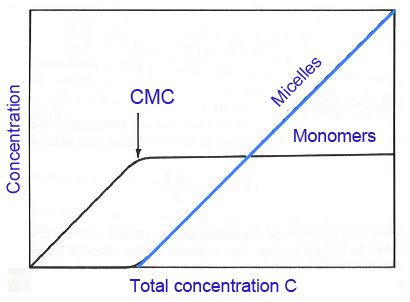 CMC
Micelles
Monomers
Concentration
Total concentration C